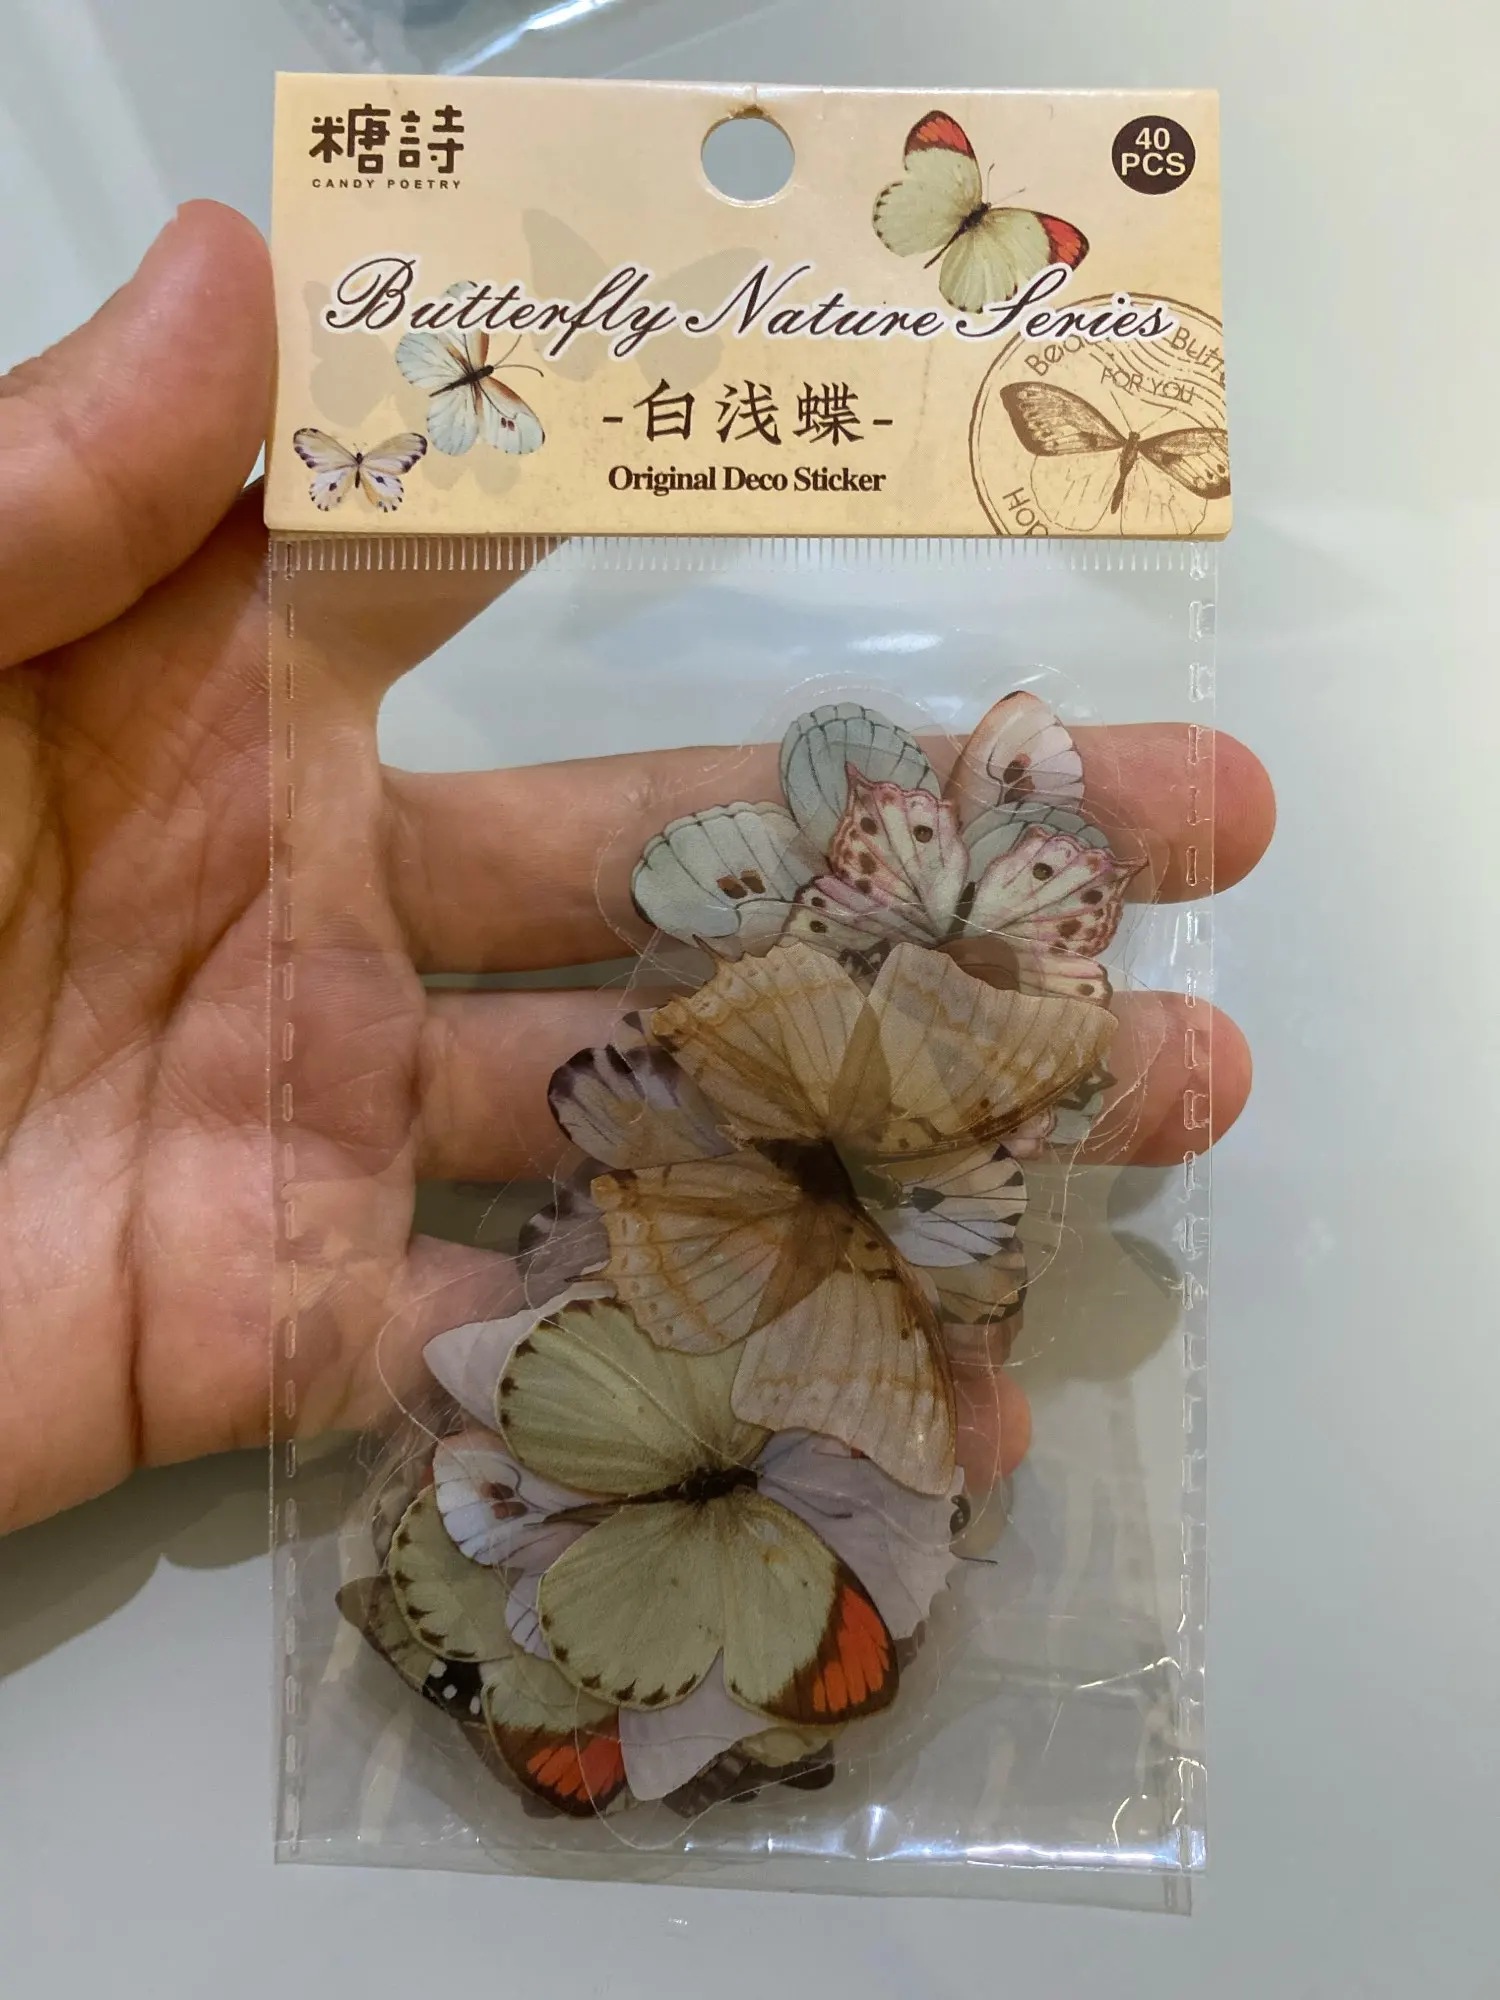 糖詩
CANDY POETRY
40
PCS
Butterfly Nature Series
-白浅蝶-
Original Deco Sticker
FOR YOU